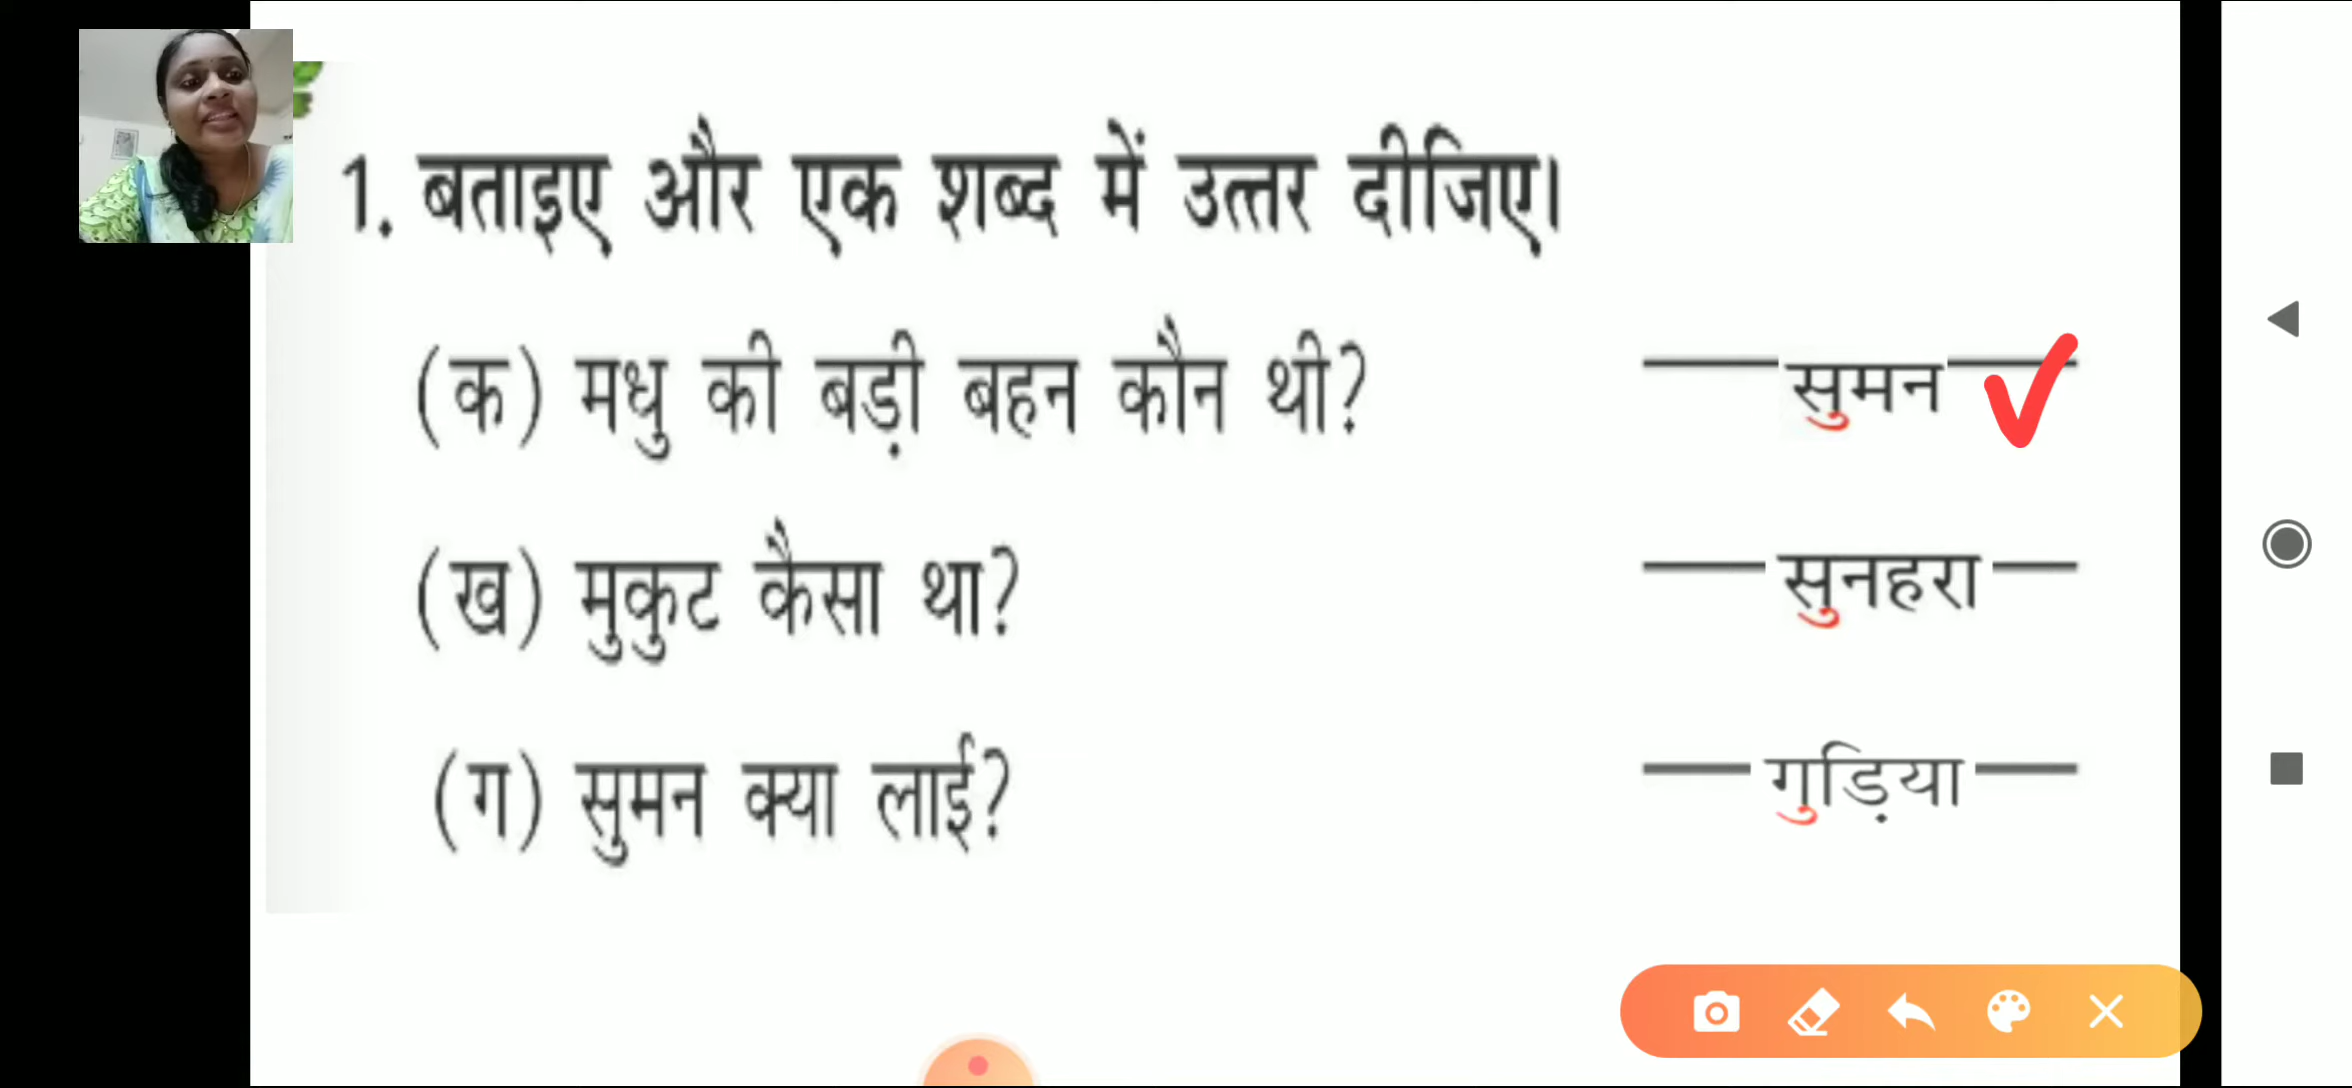 1. बताइए और एक शब्द में उत्तर दीजिए।
(क) मधु की बड़ी बहन कौन थी? सुमन
(ख) मुकुट कैसा था? सुनहरा
(ग) सुमन क्या लाई? गुड़िया